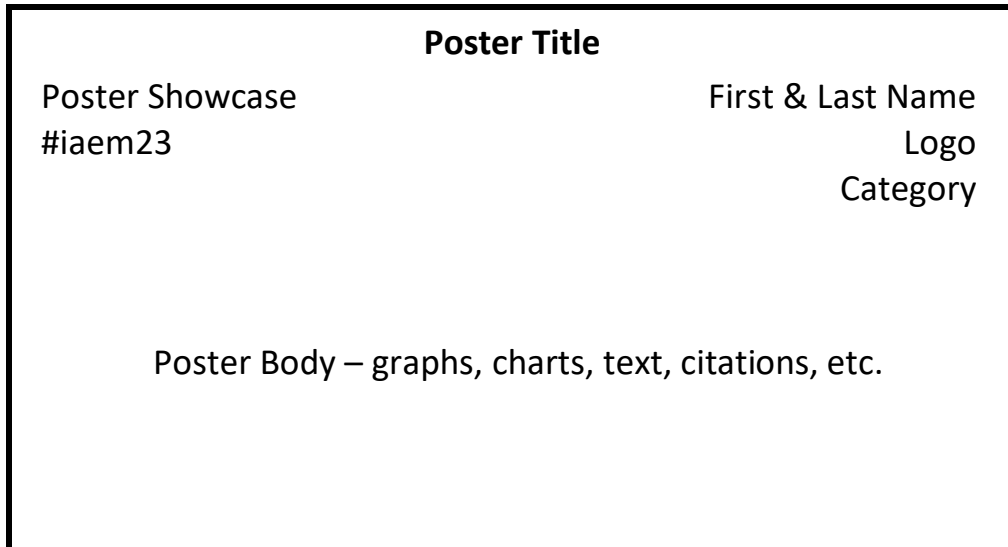 Poster Title
Poster Showcase
#iaem23
First & Last Name
Logo
Category
Poster Body – graphs, charts, text, citations, etc.